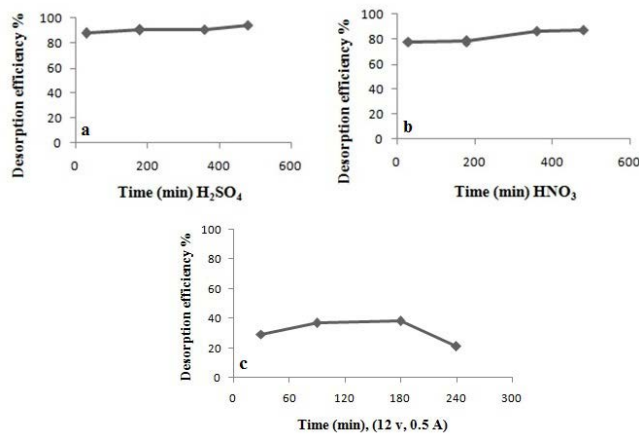 Desorption efficiency %
100
80
60
40
20
0
a
0 200 400 600
Time (min) H₂SO₄
Desorption efficiency %
100
80
60
40
20
0
b
0 200 400 600
Time (min) HNO₃
Desorption efficiency %
100
80
60
40
20
0
c
0 60 120 180 240 300
Time (min), (12 v, 0.5 A)